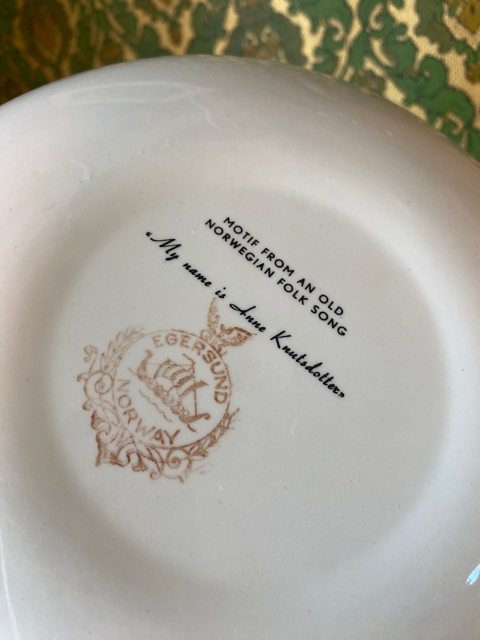 MOTIF FROM AN OLD
NORWEGIAN FOLK SONG
«My name is Anne Knutsdotter»
EGERSUND
NORWAY